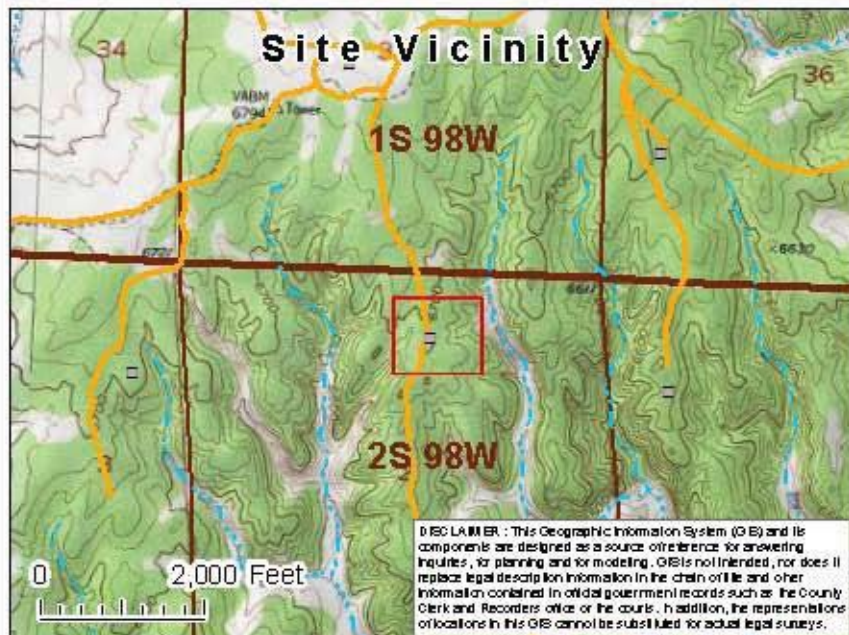 Site Vicinity
34
36
VABM
Tower
1S 98W
6630
2S 98W
0 2,000 Feet
DISCLAIMER : This Geographic Information System (GIS) and its
components are designed as a source of reference for answering
inquiries, for planning and for modeling. GIS is not intended, nor does it
replace legal description information in the chain of title and other
information contained in official government records such as the County
Clerk and Recorders office or the courts. In addition, the representations
of locations in this GIS cannot be substituted for actual legal surveys.